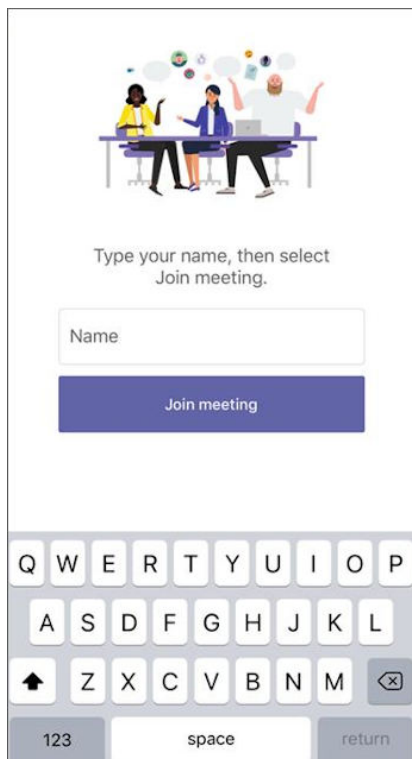 Type your name, then select
Join meeting.
Name
Join meeting
Q W E R T Y U I O P
A S D F G H J K L
Z X C V B N M
123 space return